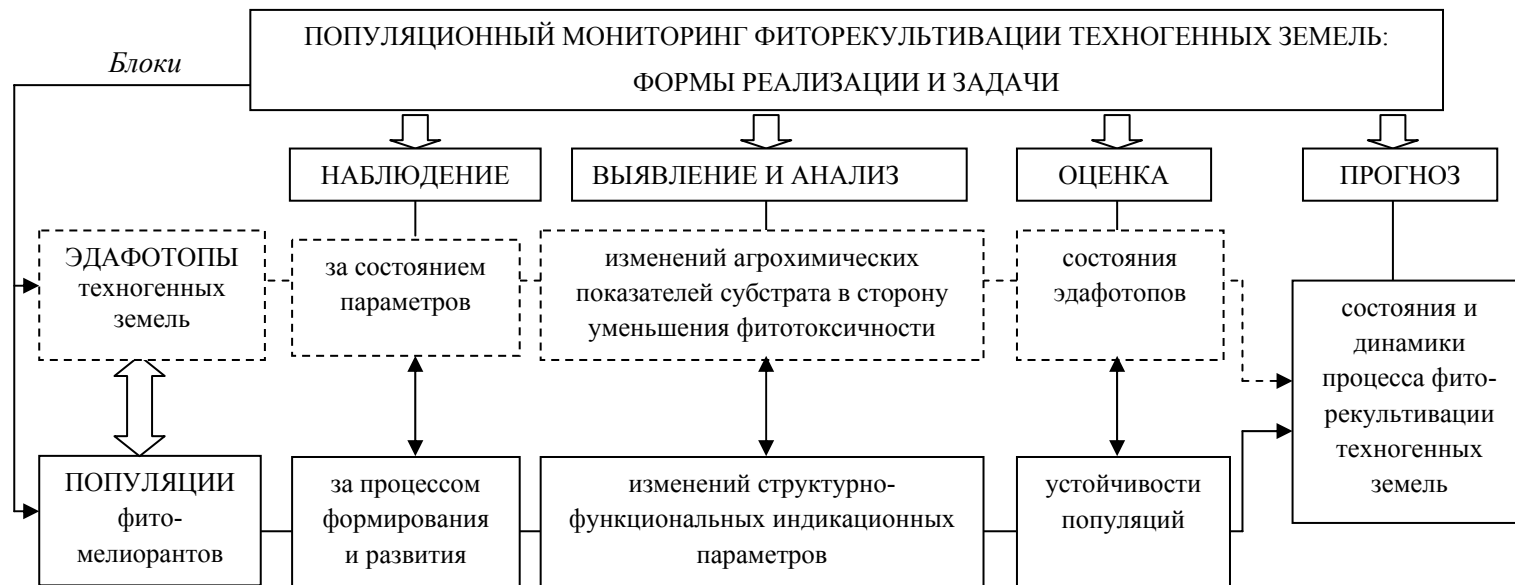 ПОПУЛЯЦИОННЫЙ МОНИТОРИНГ ФИТОРЕКУЛЬТИВАЦИИ ТЕХНОГЕННЫХ ЗЕМЕЛЬ:
ФОРМЫ РЕАЛИЗАЦИИ И ЗАДАЧИ
Блоки
НАБЛЮДЕНИЕ
ВЫЯВЛЕНИЕ И АНАЛИЗ
ОЦЕНКА
ПРОГНОЗ
ЭДАФОТОПЫ
техногенных
земель
за состоянием
параметров
изменений агрохимических
показателей субстрата в сторону
уменьшения фитотоксичности
состояния
эдафотопов
состояния и
динамики
процесса фито-
рекультивации
техногенных
земель
ПОПУЛЯЦИИ
фито-
мелиорантов
за процессом
формирования
и развития
изменений структурно-
функциональных индикационных
параметров
устойчивости
популяций